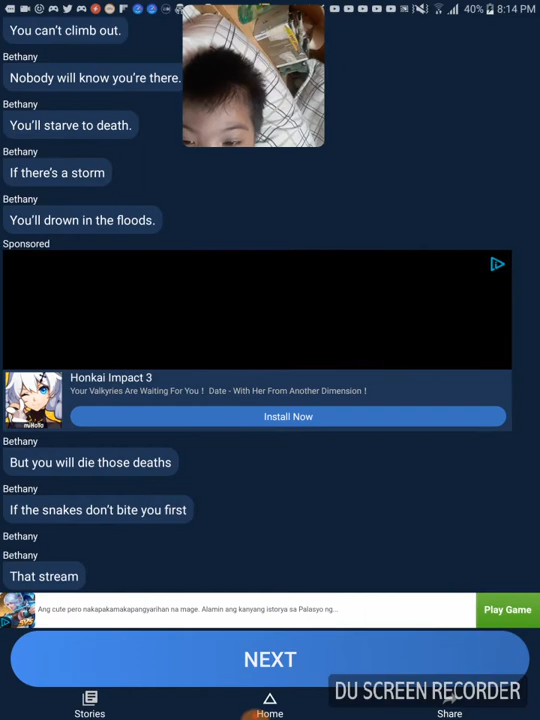 40% 8:14 PM
You can't climb out.
Bethany
Nobody will know you're there.
Bethany
You'll starve to death.
Bethany
If there's a storm
Bethany
You'll drown in the floods.
Sponsored
Honkai Impact 3
Your Valkyries Are Waiting For You！ Date - With Her From Another Dimension！
miHoYo
Install Now
Bethany
But you will die those deaths
Bethany
If the snakes don't bite you first
Bethany
Bethany
That stream
Ang cute pero nakapakamakapangyarihan na mage. Alamin ang kanyang istorya sa Palasyo ng...
Play Game
NEXT
DU SCREEN RECORDER
Stories
Home
Share